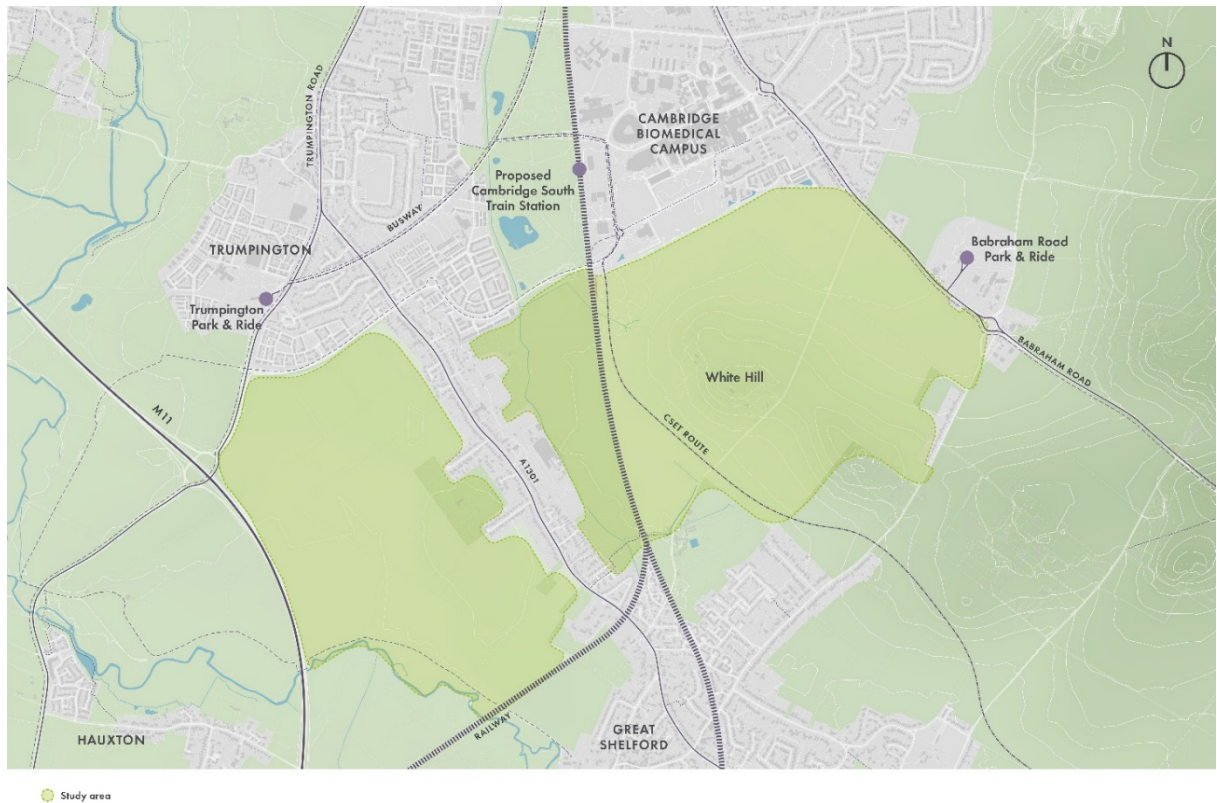 N
TRUMPINGTON ROAD
CAMBRIDGE
BIOMEDICAL
CAMPUS
Proposed
Cambridge South
Train Station
BUSWAY
TRUMPINGTON
Babraham Road
Park & Ride
Trumpington
Park & Ride
BABRAHAM ROAD
White Hill
M11
CSET ROUTE
A1301
RAILWAY
GREAT
SHELFORD
HAUXTON
Study area